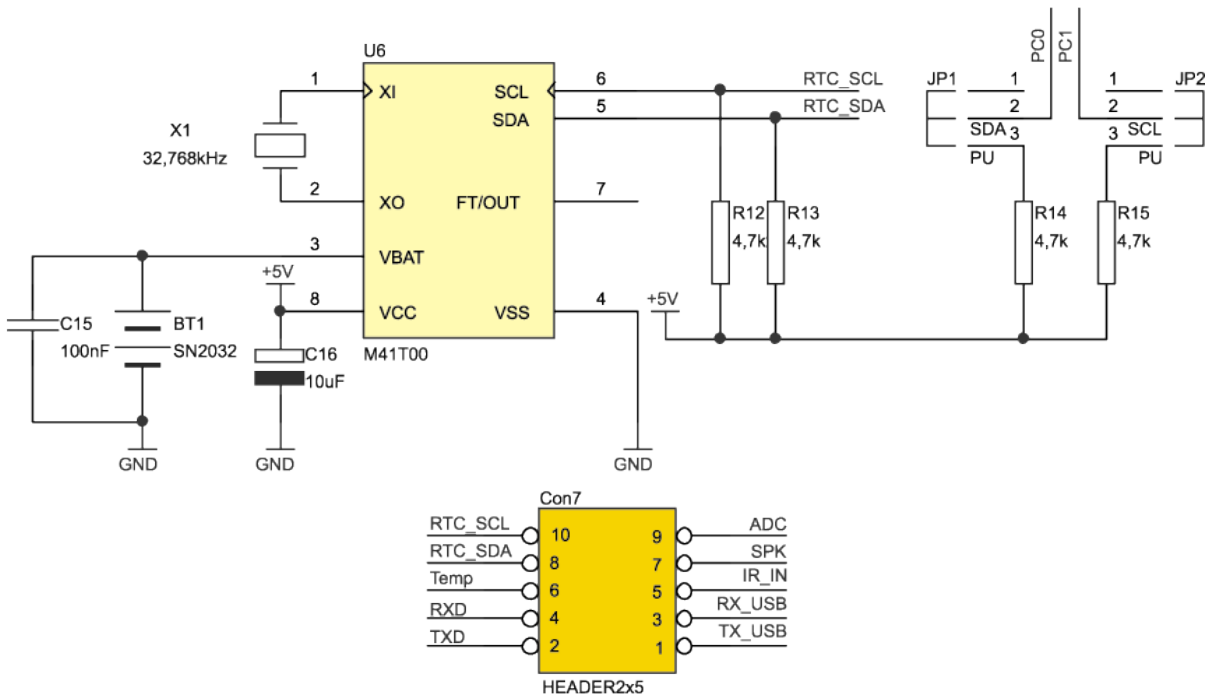 U6
1 XI
SCL 6 RTC_SCL
SDA 5 RTC_SDA
X1
32,768kHz
2 XO
FT/OUT 7
3 VBAT
+5V
8 VCC
VSS 4
M41T00
C15
100nF
BT1
SN2032
C16
10uF
GND
GND
GND
R12
4,7k
R13
4,7k
+5V
PC0
PC1
JP1
1
2
SDA 3
PU
JP2
1
2
3 SCL
PU
R14
4,7k
R15
4,7k
Con7
RTC_SCL 10 9 ADC
RTC_SDA 8 7 SPK
Temp 6 5 IR_IN
RXD 4 3 RX_USB
TXD 2 1 TX_USB
HEADER2x5